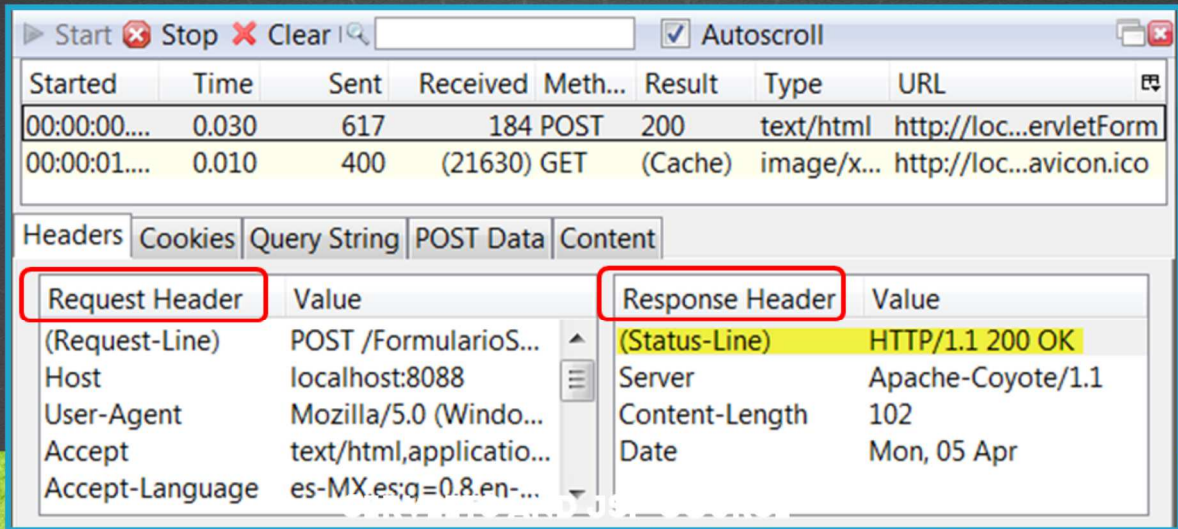 Start Stop Clear Autoscroll
Started Time Sent Received Meth... Result Type URL
00:00:00.... 0.030 617 184 POST 200 text/html http://loc...ervletForm
00:00:01.... 0.010 400 (21630) GET (Cache) image/x... http://loc...avicon.ico
Headers Cookies Query String POST Data Content
Request Header Value Response Header Value
(Request-Line) POST /FormularioS... (Status-Line) HTTP/1.1 200 OK
Host localhost:8088 Server Apache-Coyote/1.1
User-Agent Mozilla/5.0 (Windo... Content-Length 102
Accept text/html,applicatio... Date Mon, 05 Apr
Accept-Language es-MX,es;q=0.8,en-...